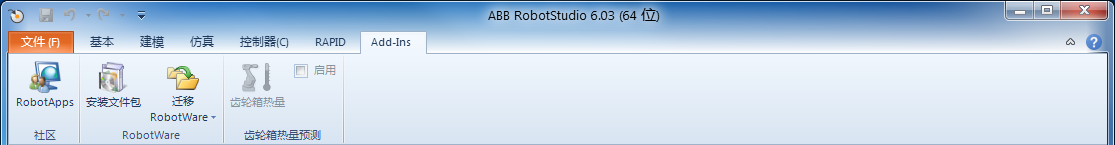 ABB RobotStudio 6.03 (64 位)
文件(F) 基本 建模 仿真 控制器(C) RAPID Add-Ins
RobotApps 安装文件包 迁移 RobotWare 齿轮箱热量 启用
社区 RobotWare 齿轮箱热量预测